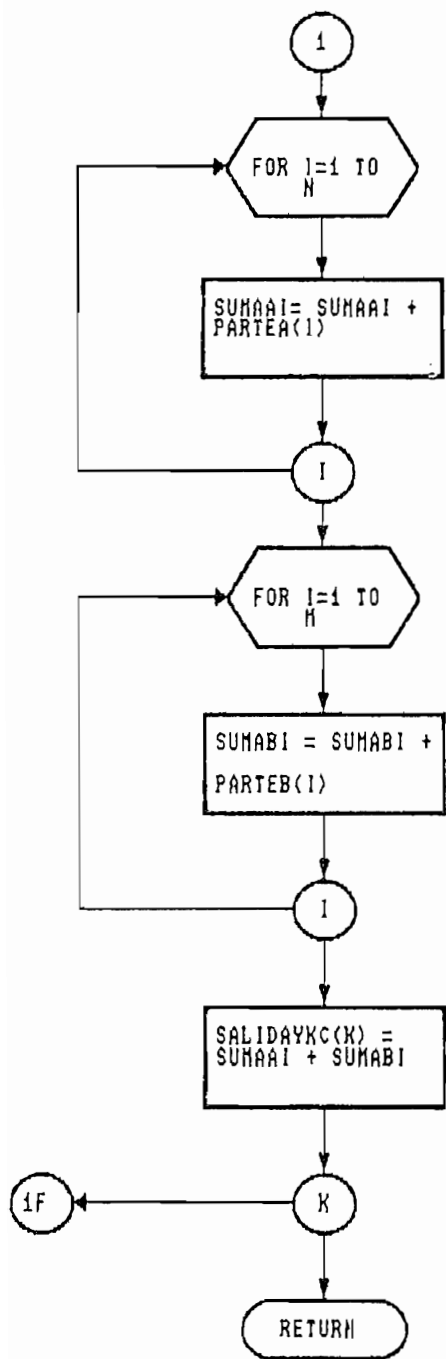 1
FOR I=1 TO
N
SUMAAI= SUMAAI +
PARTEA(I)
I
FOR I=1 TO
M
SUMABI = SUMABI +
PARTEB(I)
I
SALIDAYKC(K) =
SUMAAI + SUMABI
1F
K
RETURN